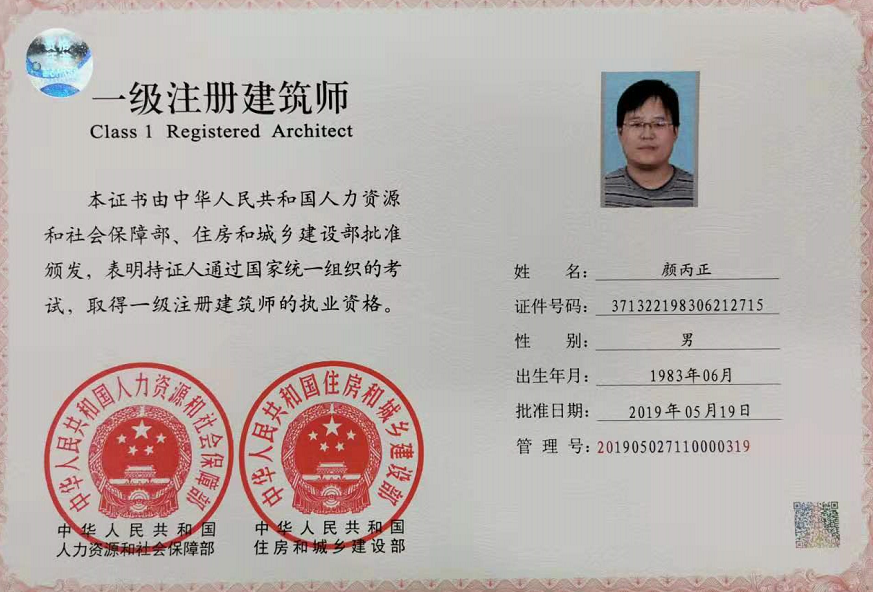 一级注册建筑师
Class 1 Registered Architect
本证书由中华人民共和国人力资源
和社会保障部、住房和城乡建设部批准
颁发，表明持证人通过国家统一组织的考
试，取得一级注册建筑师的执业资格。
中华人民共和国人力资源和社会保障部
中华人民共和国
人力资源和社会保障部
中华人民共和国住房和城乡建设部
中华人民共和国
住房和城乡建设部
姓 名：颜丙正
证件号码：371322198306212715
性 别：男
出生年月：1983年06月
批准日期：2019年05月19日
管 理 号：201905027110000319